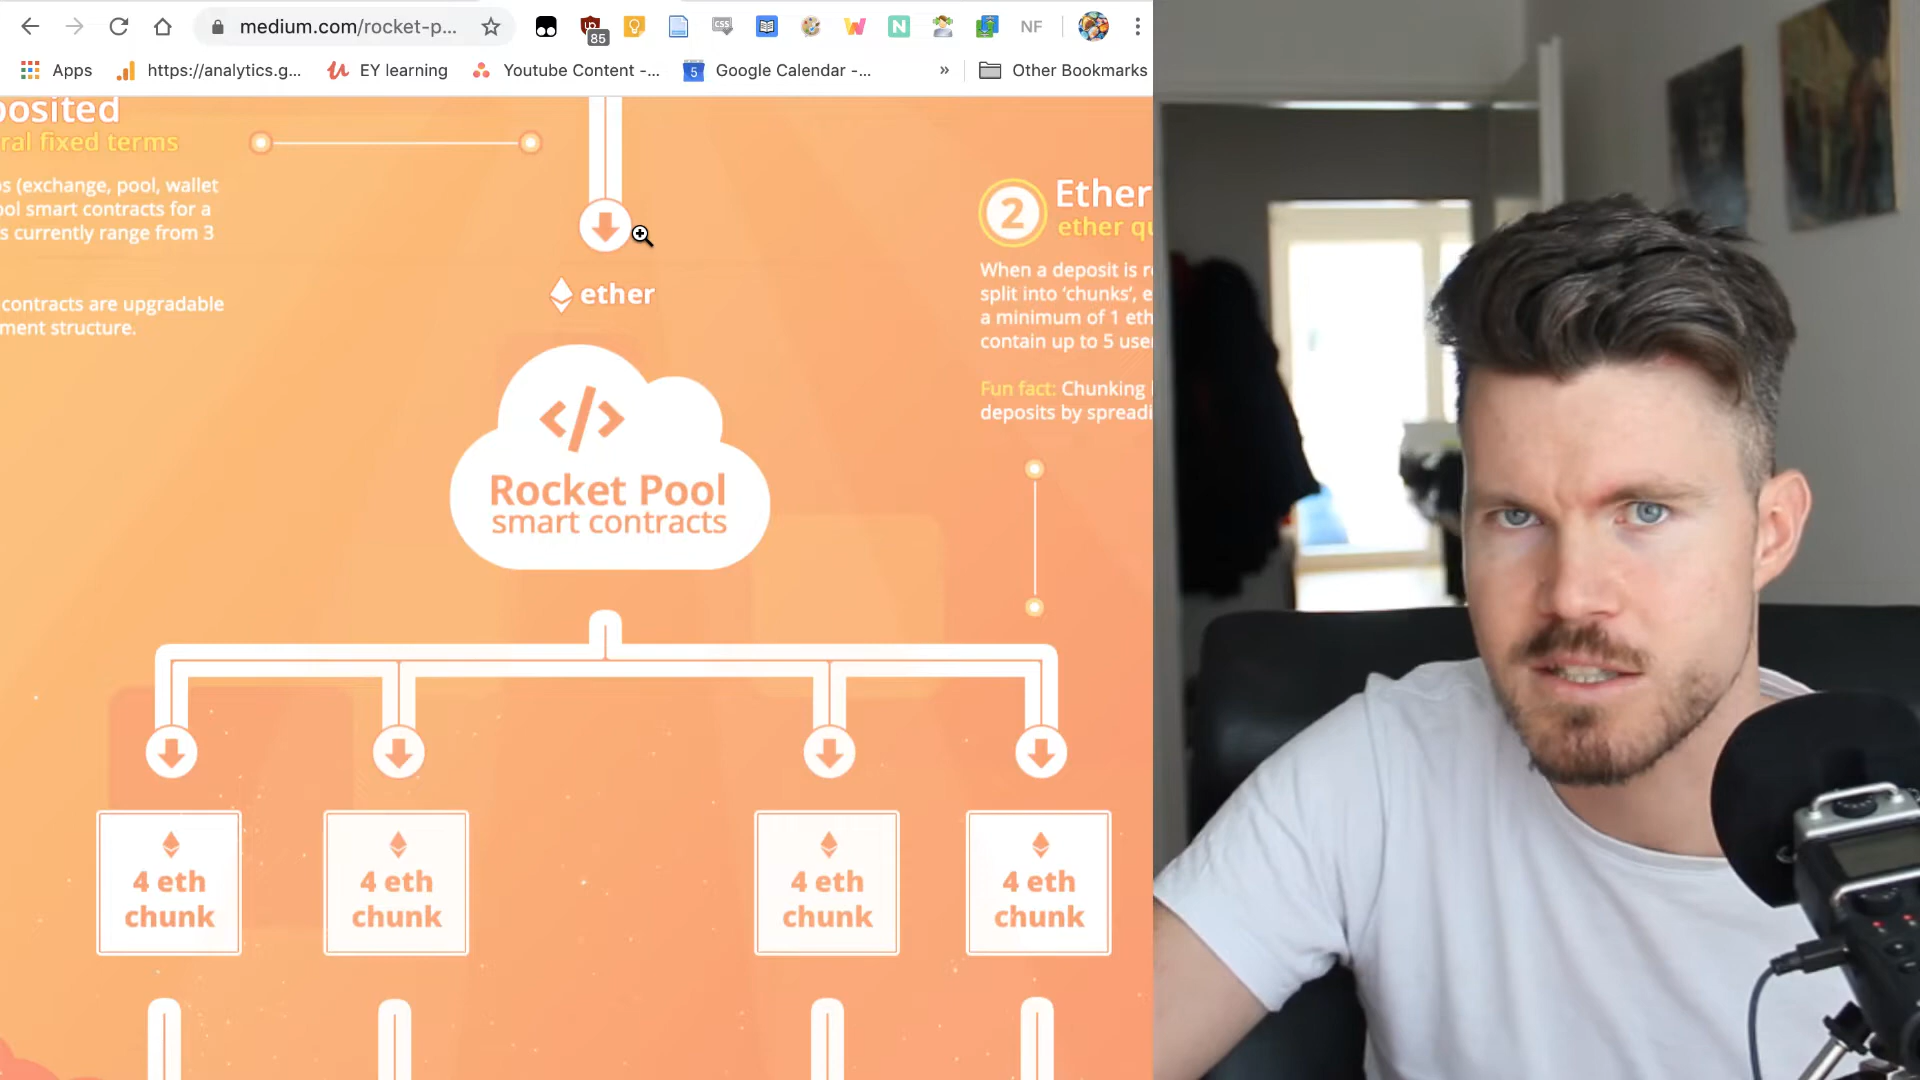 medium.com/rocket-p...
85
NF
Apps
https://analytics.g...
EY learning
Youtube Content -...
5
Google Calendar -...
»
Other Bookmarks
posited
ral fixed terms
s (exchange, pool, wallet
ool smart contracts for a
s currently range from 3
contracts are upgradable
ment structure.
ether
</>
Rocket Pool
smart contracts
2
Ether
ether qu
When a deposit is r
split into ‘chunks’, e
a minimum of 1 eth
contain up to 5 use
Fun fact: Chunking
deposits by spreadi
4 eth
chunk
4 eth
chunk
4 eth
chunk
4 eth
chunk